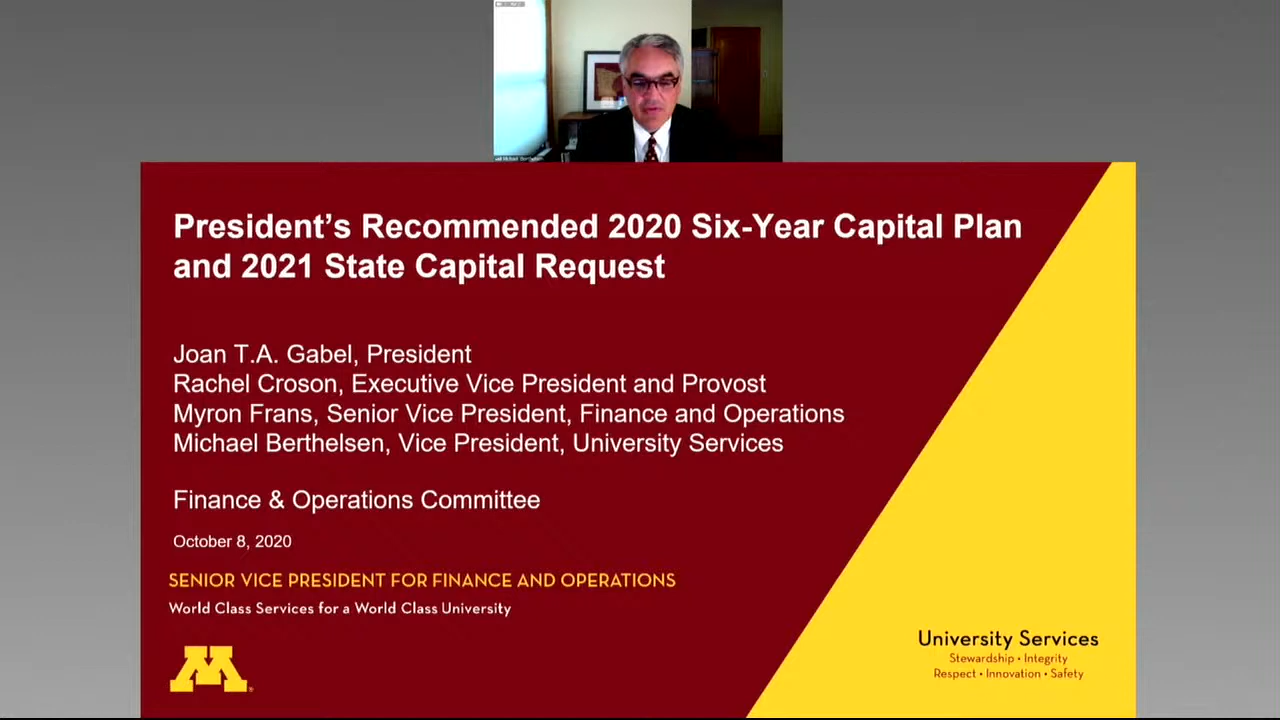 Michael Berthelsen
President's Recommended 2020 Six-Year Capital Plan
and 2021 State Capital Request
Joan T.A. Gabel, President
Rachel Croson, Executive Vice President and Provost
Myron Frans, Senior Vice President, Finance and Operations
Michael Berthelsen, Vice President, University Services
Finance & Operations Committee
October 8, 2020
SENIOR VICE PRESIDENT FOR FINANCE AND OPERATIONS
World Class Services for a World Class University
M
University Services
Stewardship • Integrity
Respect • Innovation • Safety